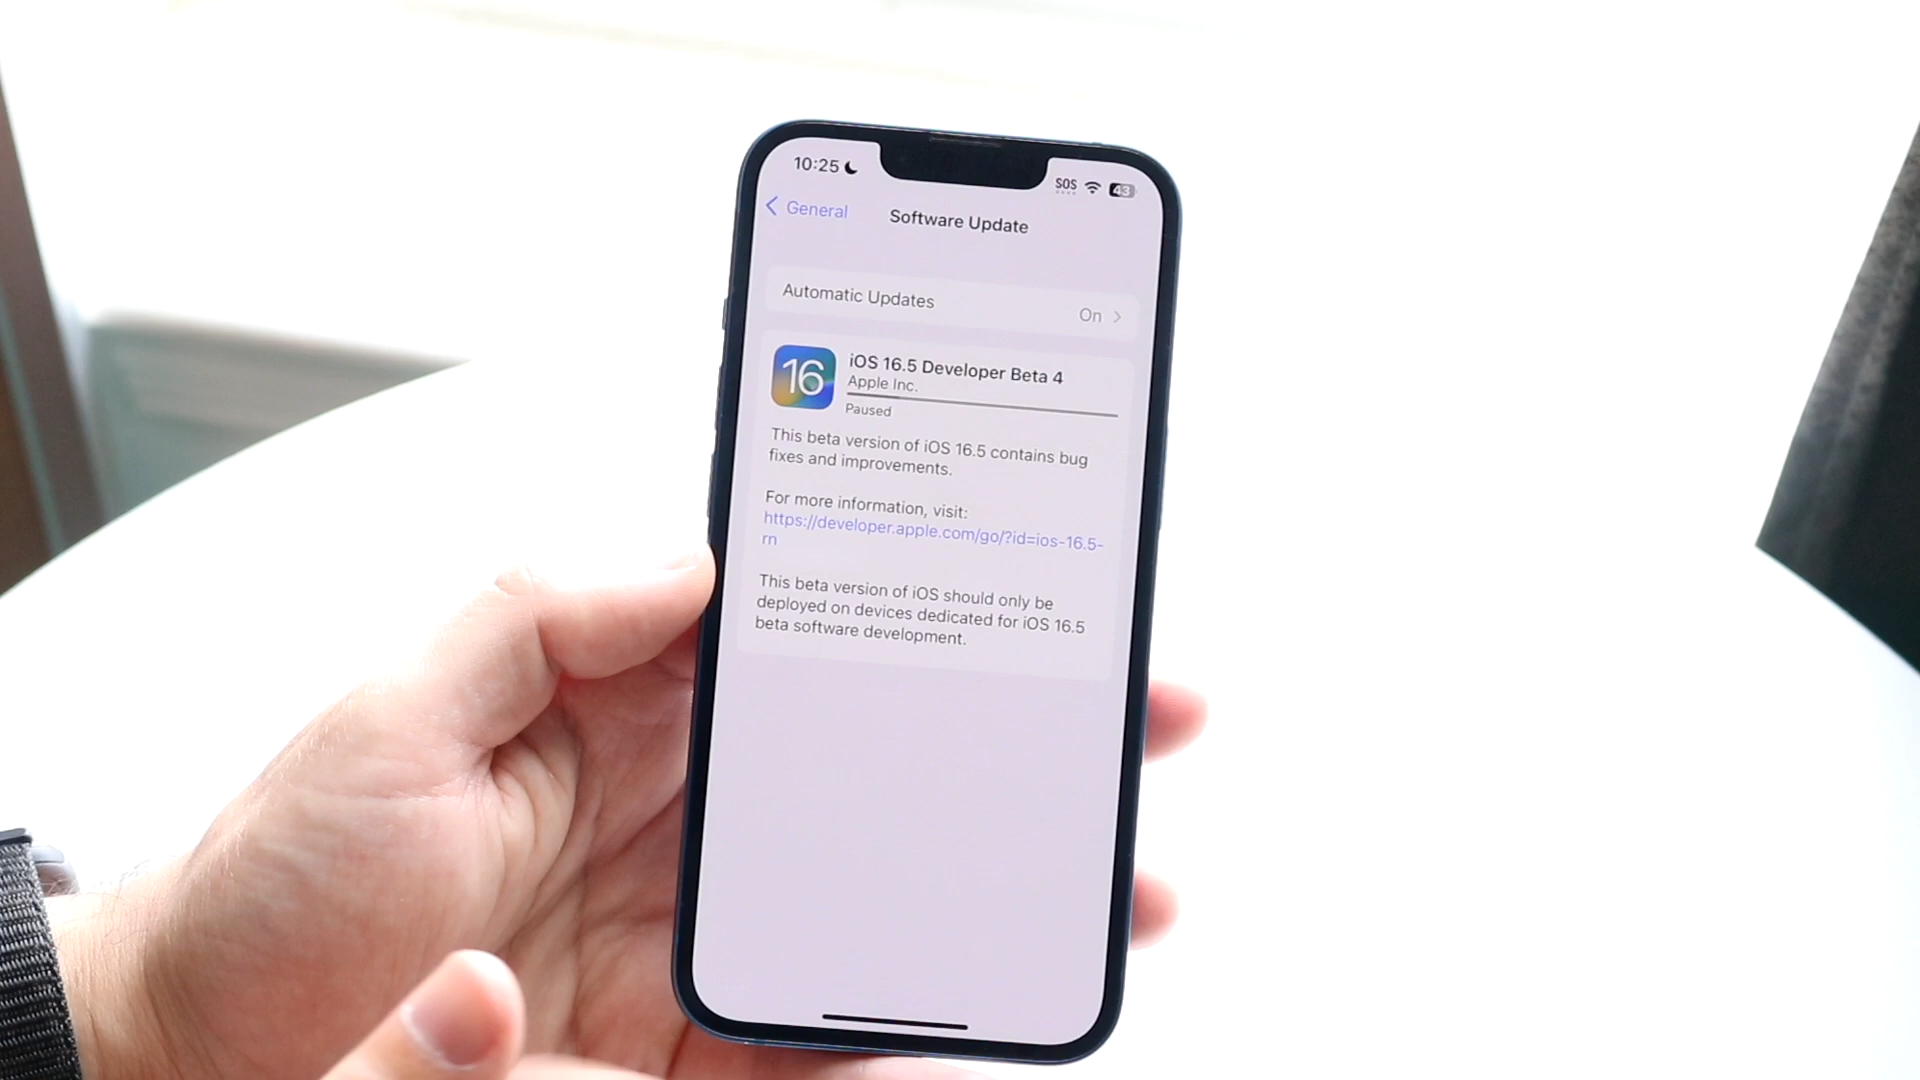 10:25
SOS
43
General
Software Update
Automatic Updates
On
16
iOS 16.5 Developer Beta 4
Apple Inc.
Paused
This beta version of iOS 16.5 contains bug
fixes and improvements.
For more information, visit:
https://developer.apple.com/go/?id=ios-16.5-
rn
This beta version of iOS should only be
deployed on devices dedicated for iOS 16.5
beta software development.